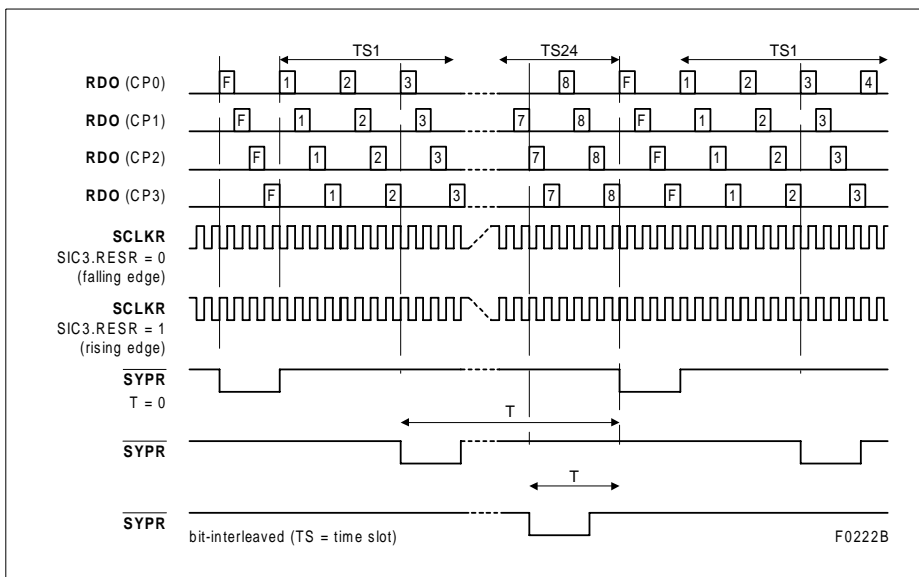 TS1 TS24 TS1
RDO (CP0) F 1 2 3 8 F 1 2 3 4
RDO (CP1) F 1 2 3 7 8 F 1 2 3
RDO (CP2) F 1 2 3 7 8 F 1 2 3
RDO (CP3) F 1 2 3 7 8 F 1 2 3
SCLKR
SIC3.RESR = 0
(falling edge)
SCLKR
SIC3.RESR = 1
(rising edge)
SYPR
T = 0
T
SYPR
T
SYPR
bit-interleaved (TS = time slot) F0222B